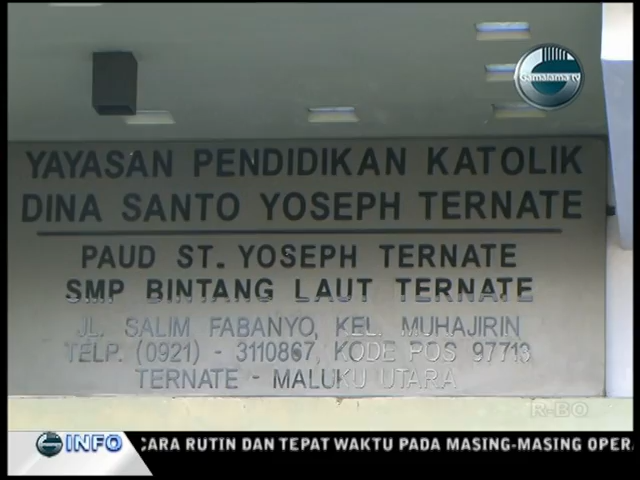 Gamalama tv
YAYASAN PENDIDIKAN KATOLIK
DINA SANTO YOSEPH TERNATE
PAUD ST. YOSEPH TERNATE
SMP BINTANG LAUT TERNATE
JL. SALIM FABANYO, KEL. MUHAJIRIN
TELP. (0921) - 3110867, KODE POS 97713
TERNATE - MALUKU UTARA
R-BO
INFO CARA RUTIN DAN TEPAT WAKTU PADA MASING-MASING OPERA